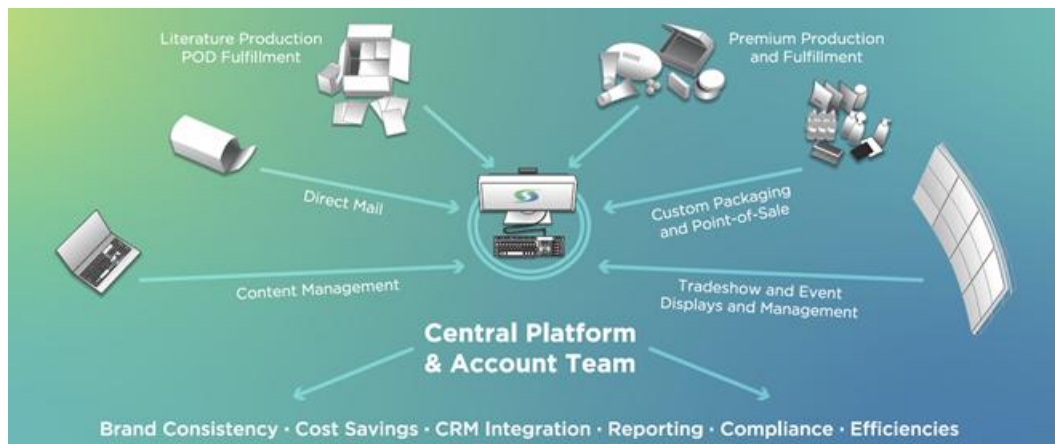 Literature Production
POD Fulfillment
Premium Production
and Fulfillment
Direct Mail
Custom Packaging
and Point-of-Sale
Content Management
Tradeshow and Event
Displays and Management
Central Platform
& Account Team
Brand Consistency · Cost Savings · CRM Integration · Reporting · Compliance · Efficiencies